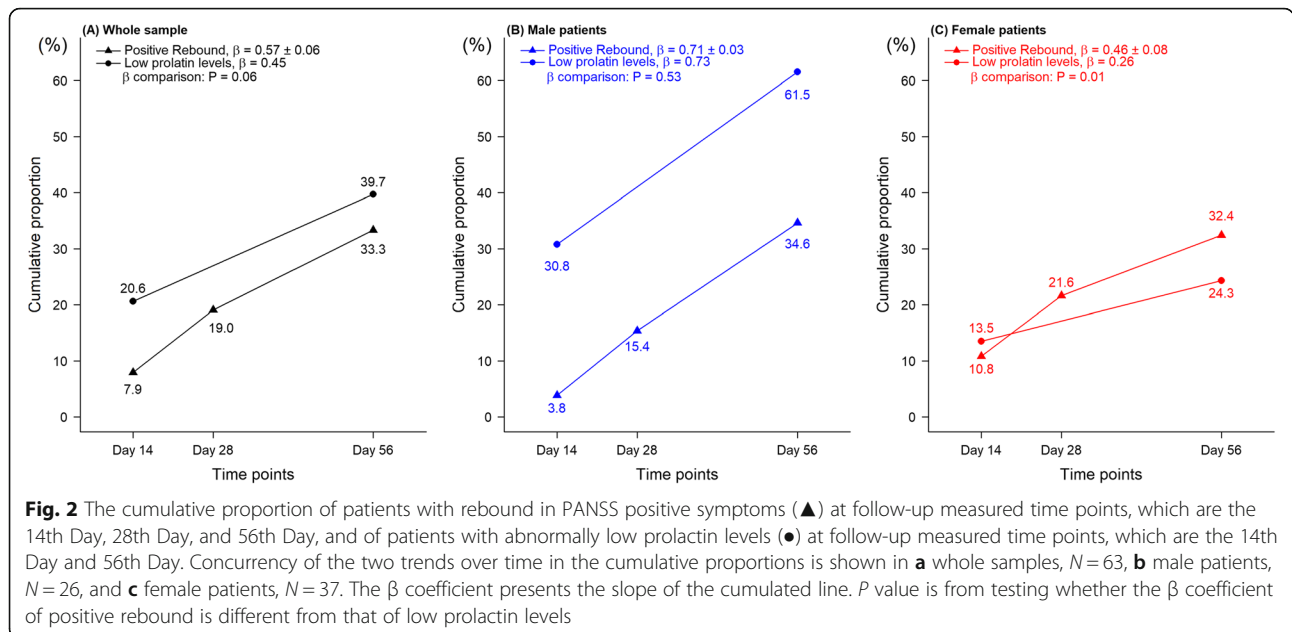 (A) Whole sample
(%)
▲ Positive Rebound, β = 0.57 ± 0.06
● Low prolatin levels, β = 0.45
β comparison: P = 0.06
Cumulative proportion
60
50
40
30
20
10
0
20.6
39.7
7.9
19.0
33.3
Day 14
Day 28
Day 56
Time points
(B) Male patients
(%)
▲ Positive Rebound, β = 0.71 ± 0.03
● Low prolatin levels, β = 0.73
β comparison: P = 0.53
Cumulative proportion
60
50
40
30
20
10
0
30.8
61.5
3.8
15.4
34.6
Day 14
Day 28
Day 56
Time points
(C) Female patients
(%)
▲ Positive Rebound, β = 0.46 ± 0.08
● Low prolatin levels, β = 0.26
β comparison: P = 0.01
Cumulative proportion
60
50
40
30
20
10
0
13.5
10.8
21.6
32.4
24.3
Day 14
Day 28
Day 56
Time points
Fig. 2 The cumulative proportion of patients with rebound in PANSS positive symptoms (▲) at follow-up measured time points, which are the
14th Day, 28th Day, and 56th Day, and of patients with abnormally low prolactin levels (●) at follow-up measured time points, which are the 14th
Day and 56th Day. Concurrency of the two trends over time in the cumulative proportions is shown in a whole samples, N = 63, b male patients,
N = 26, and c female patients, N = 37. The β coefficient presents the slope of the cumulated line. P value is from testing whether the β coefficient
of positive rebound is different from that of low prolactin levels